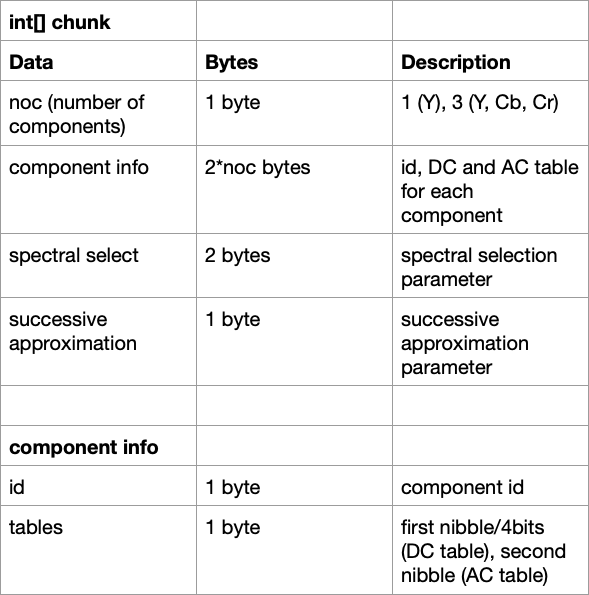 int[] chunk
Data Bytes Description
noc (number of components) 1 byte 1 (Y), 3 (Y, Cb, Cr)
component info 2*noc bytes id, DC and AC table for each component
spectral select 2 bytes spectral selection parameter
successive approximation 1 byte successive approximation parameter
component info
id 1 byte component id
tables 1 byte first nibble/4bits (DC table), second nibble (AC table)